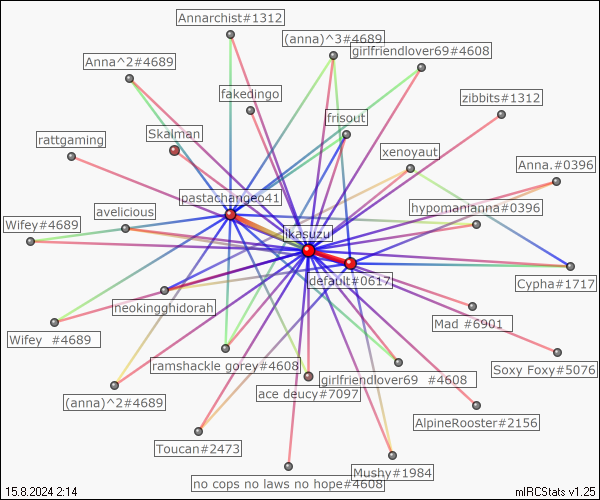 Annarchist#1312
(anna)^3#4689
girlfriendlover69#4608
Anna^2#4689
fakedingo
zibbits#1312
frisout
Skalman
rattgaming
xenoyaut
Anna.#0396
pastachangeo41
avelicious
hypomanianna#0396
Wifey#4689
ikasuzu
default#0617
Cypha#1717
neokingghidorah
Mad #6901
Wifey #4689
ramshackle gorey#4608
Soxy Foxy#5076
girlfriendlover69 #4608
ace deucy#7097
(anna)^2#4689
AlpineRooster#2156
Toucan#2473
Mushy#1984
no cops no laws no hope#4608
15.8.2024 2:14
mIRCStats v1.25